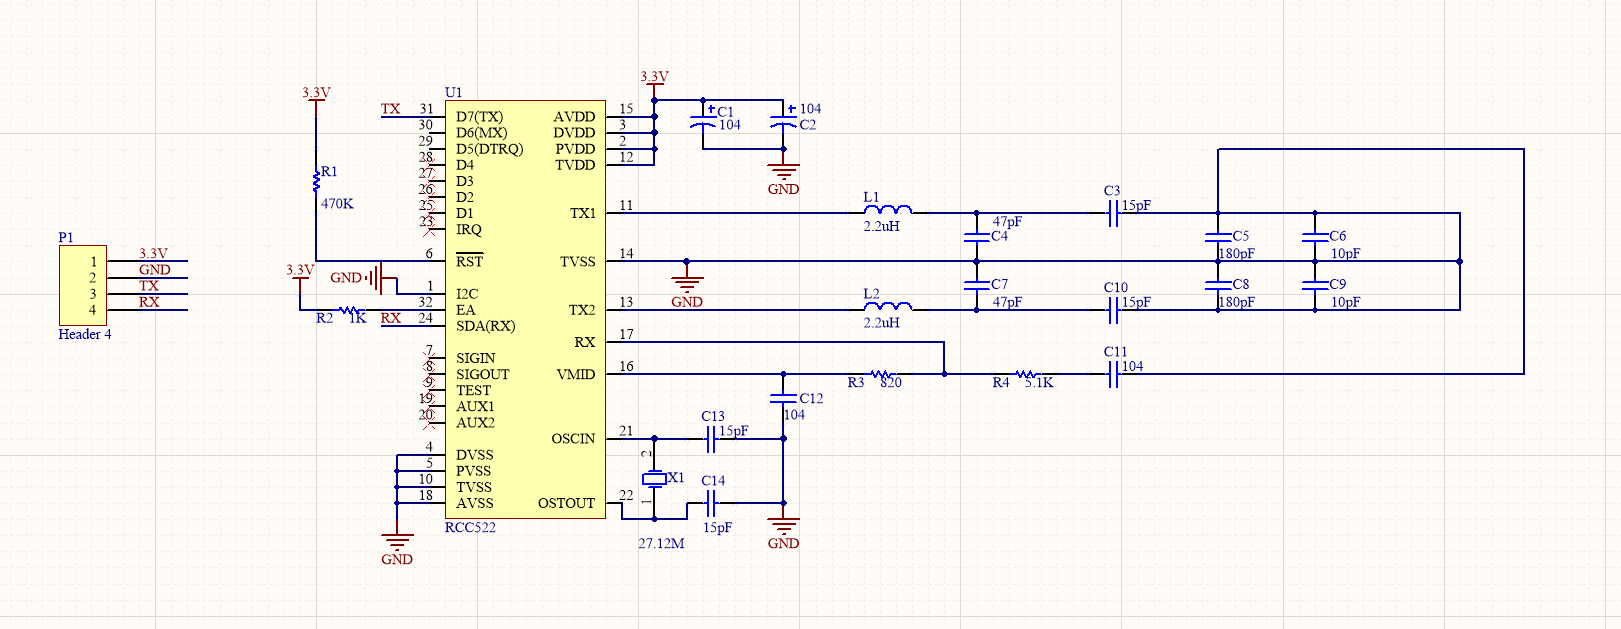 3.3V
3.3V
U1
TX 31 D7(TX) AVDD 15 C1 104
30 D6(MX) DVDD 3 104 C2
29 D5(DTRQ) PVDD 2
28 D4 TVDD 12
27 D3
GND
R1
470K
26 D2
25 D1 TX1 11 L1 2.2uH 47pF C4 C3 15pF
23 IRQ
C5 180pF C6 10pF
P1
1 3.3V
2 GND
3 TX
4 RX
Header 4
6 RST TVSS 14
GND
3.3V
GND
1 I2C
C7 47pF C8 180pF C9 10pF
R2 1K 32 EA TX2 13 L2 2.2uH C10 15pF
RX 24 SDA(RX)
RX 17
7 SIGIN
8 SIGOUT VMID 16 R3 820 R4 5.1K C11 104
9 TEST
19 AUX1
20 AUX2
C12 104
OSCIN 21 C13 15pF
4 DVSS
5 PVSS
10 TVSS
18 AVSS OSTOUT 22 C14 15pF
2 X1 1
27.12M
RCC522
GND
GND